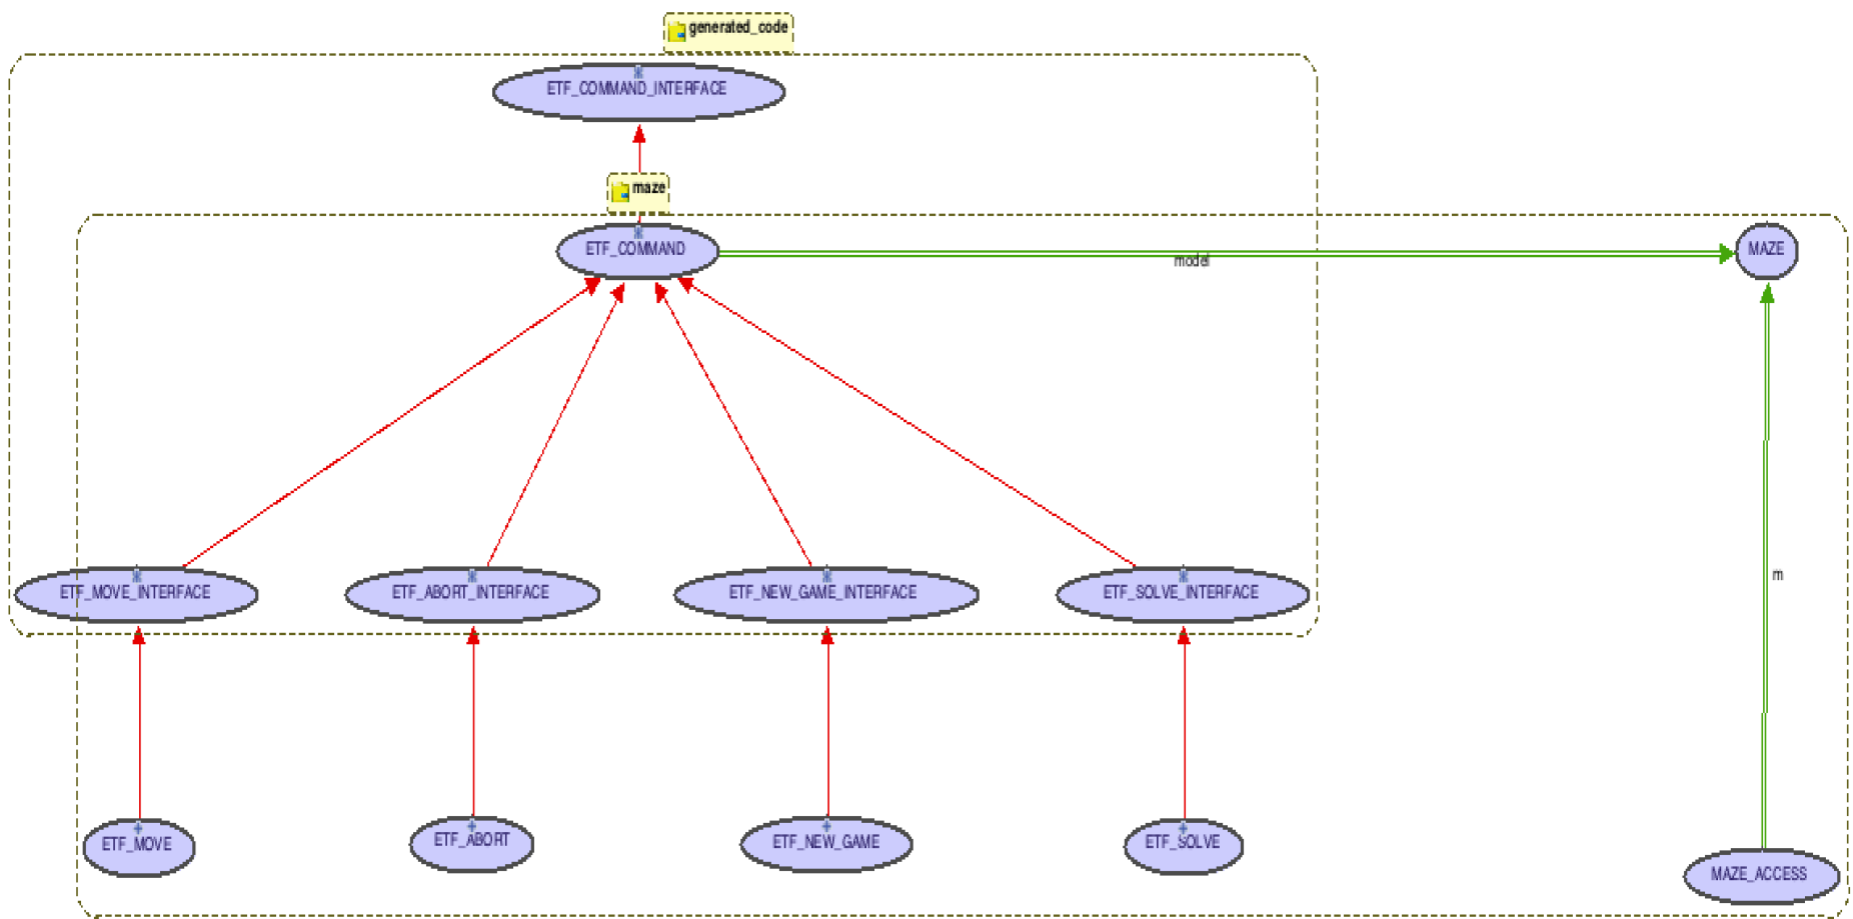 generated_code
*
ETF_COMMAND_INTERFACE
maze
*
ETF_COMMAND
model
MAZE
*
ETF_MOVE_INTERFACE
*
ETF_ABORT_INTERFACE
*
ETF_NEW_GAME_INTERFACE
*
ETF_SOLVE_INTERFACE
m
+
ETF_MOVE
+
ETF_ABORT
+
ETF_NEW_GAME
+
ETF_SOLVE
MAZE_ACCESS